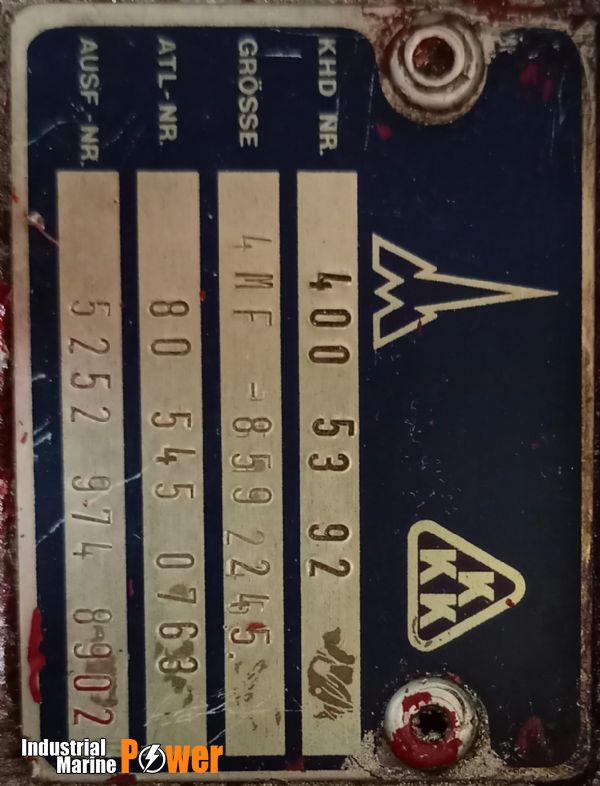 KKK
KHD NR. 400 53 92
GRÖSSE 4MF -859 2245.
ATL-NR. 80 545 0763
AUSF.-NR. 5252 974 8902
Industrial
Marine Power